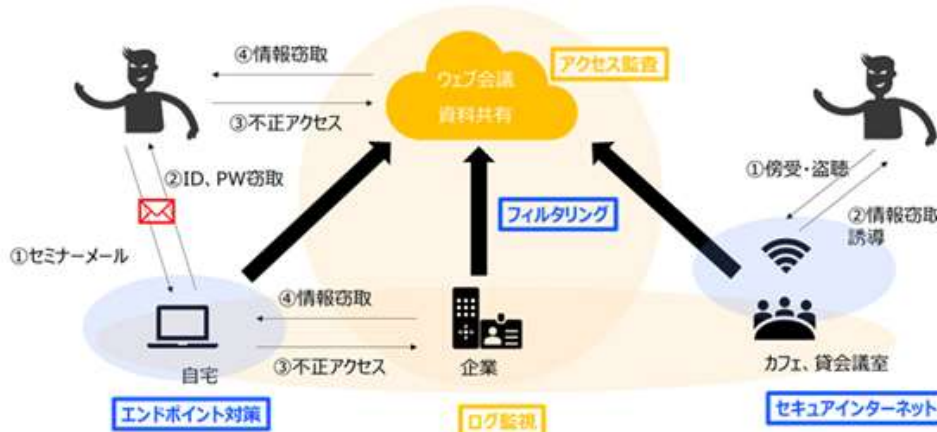 ④情報窃取
ウェブ会議
資料共有
アクセス監査
③不正アクセス
②ID、PW窃取
①傍受・盗聴
フィルタリング
②情報窃取
誘導
①セミナーメール
④情報窃取
③不正アクセス
自宅
企業
カフェ、貸会議室
エンドポイント対策
ログ監視
セキュアインターネット